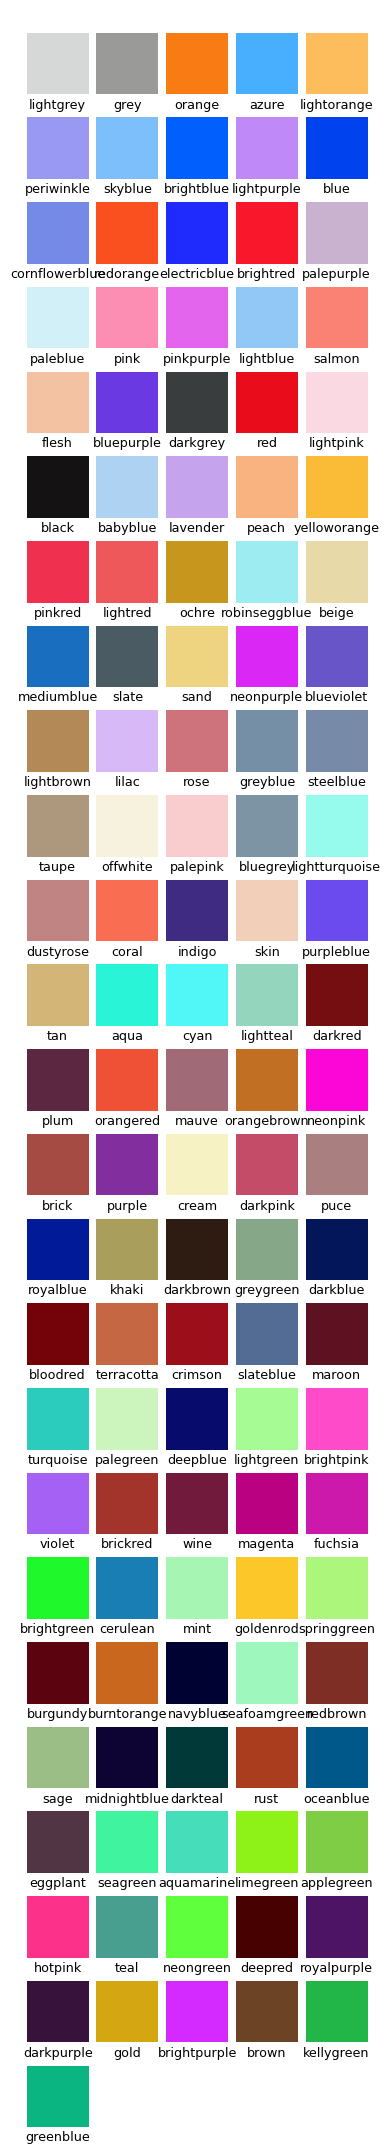 lightgrey grey orange azure lightorange
periwinkle skyblue brightblue lightpurple blue
cornflowerblue redorange electricblue brightred palepurple
paleblue pink pinkpurple lightblue salmon
flesh bluepurple darkgrey red lightpink
black babyblue lavender peach yelloworange
pinkred lightred ochre robinseggblue beige
mediumblue slate sand neonpurple blueviolet
lightbrown lilac rose greyblue steelblue
taupe offwhite palepink bluegrey lightturquoise
dustyrose coral indigo skin purpleblue
tan aqua cyan lightteal darkred
plum orangered mauve orangebrown neonpink
brick purple cream darkpink puce
royalblue khaki darkbrown greygreen darkblue
bloodred terracotta crimson slateblue maroon
turquoise palegreen deepblue lightgreen brightpink
violet brickred wine magenta fuchsia
brightgreen cerulean mint goldenrod springgreen
burgundy burntorange navyblue seafoamgreen redbrown
sage midnightblue darkteal rust oceanblue
eggplant seagreen aquamarine limegreen applegreen
hotpink teal neongreen deepred royalpurple
darkpurple gold brightpurple brown kellygreen
greenblue